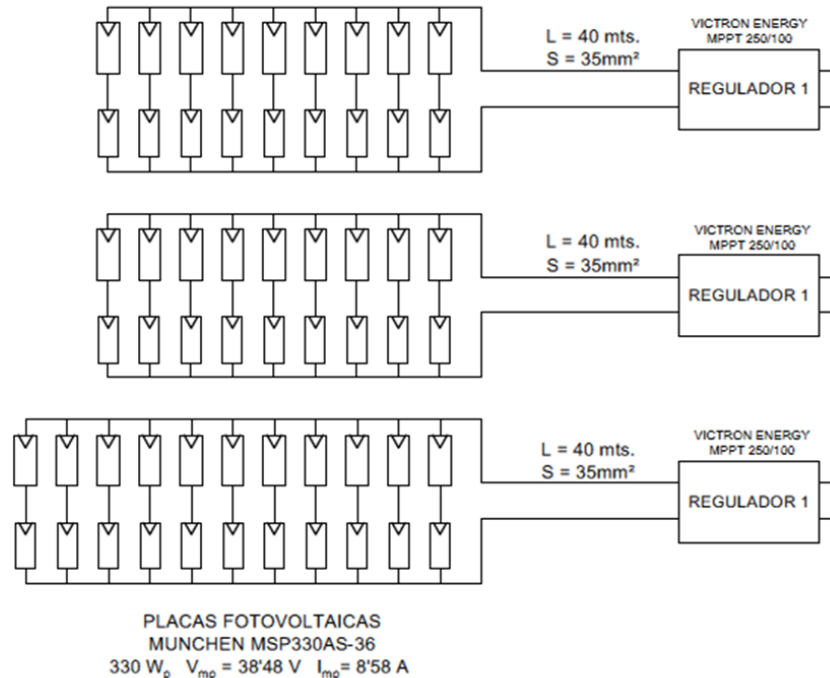 L = 40 mts.
S = 35mm²
VICTRON ENERGY
MPPT 250/100
REGULADOR 1
L = 40 mts.
S = 35mm²
VICTRON ENERGY
MPPT 250/100
REGULADOR 1
L = 40 mts.
S = 35mm²
VICTRON ENERGY
MPPT 250/100
REGULADOR 1
PLACAS FOTOVOLTAICAS
MUNCHEN MSP330AS-36
330 Wₚ Vₘₚ = 38'48 V Iₘₚ= 8'58 A